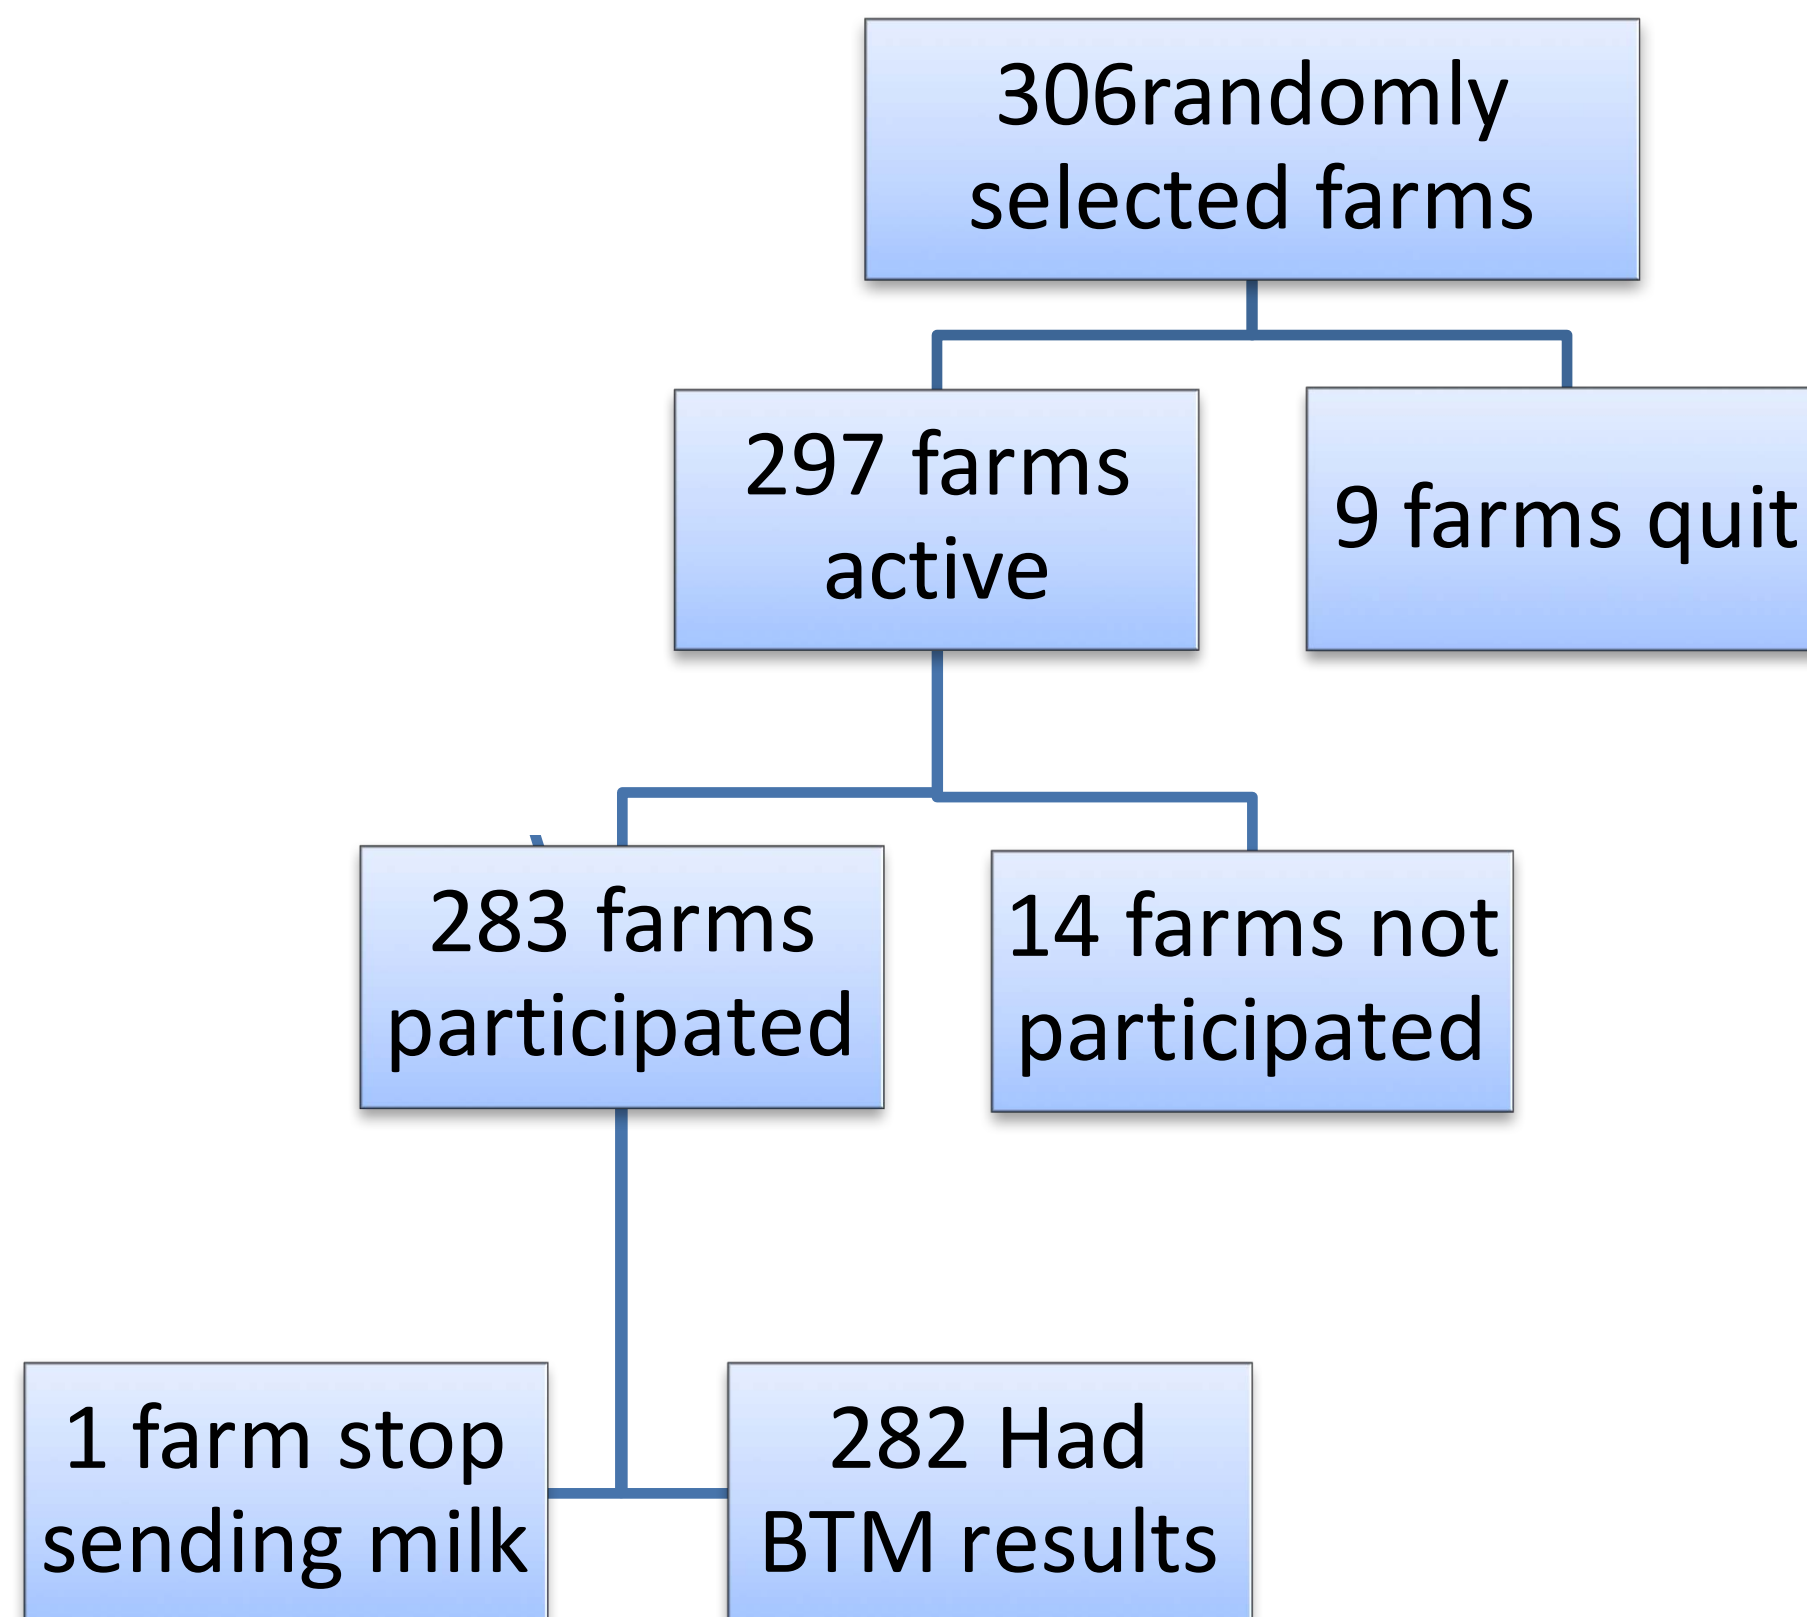 306randomly
selected farms
297 farms
active
9 farms quit
283 farms
participated
14 farms not
participated
1 farm stop
sending milk
282 Had
BTM results